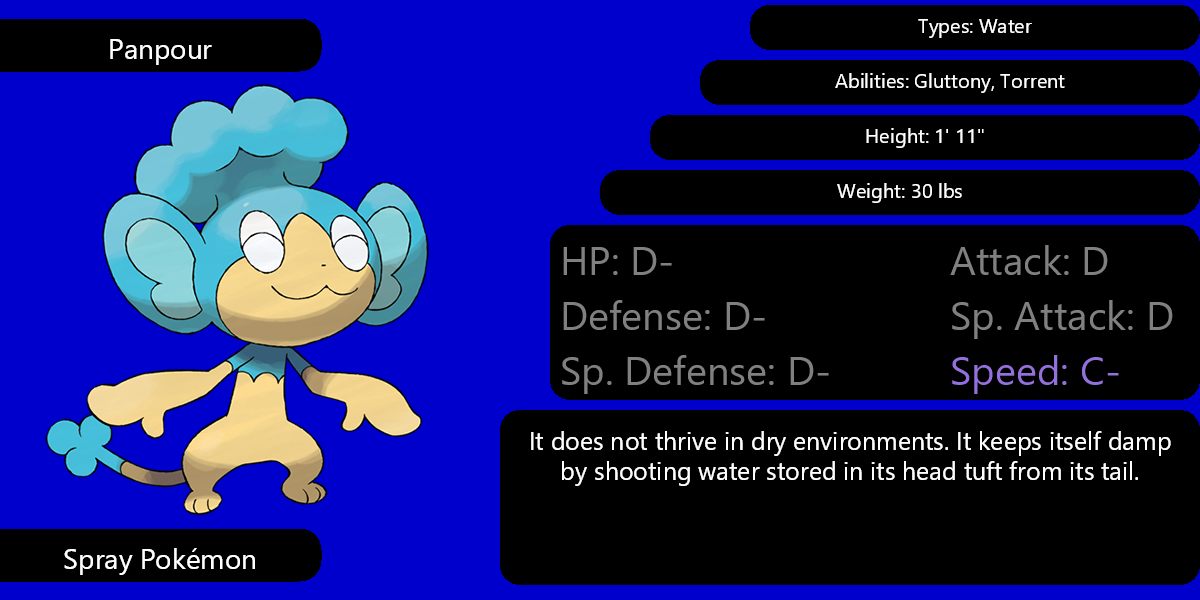 Panpour
Types: Water
Abilities: Gluttony, Torrent
Height: 1' 11"
Weight: 30 lbs
HP: D-
Attack: D
Defense: D-
Sp. Attack: D
Sp. Defense: D-
Speed: C-
It does not thrive in dry environments. It keeps itself damp
by shooting water stored in its head tuft from its tail.
Spray Pokémon